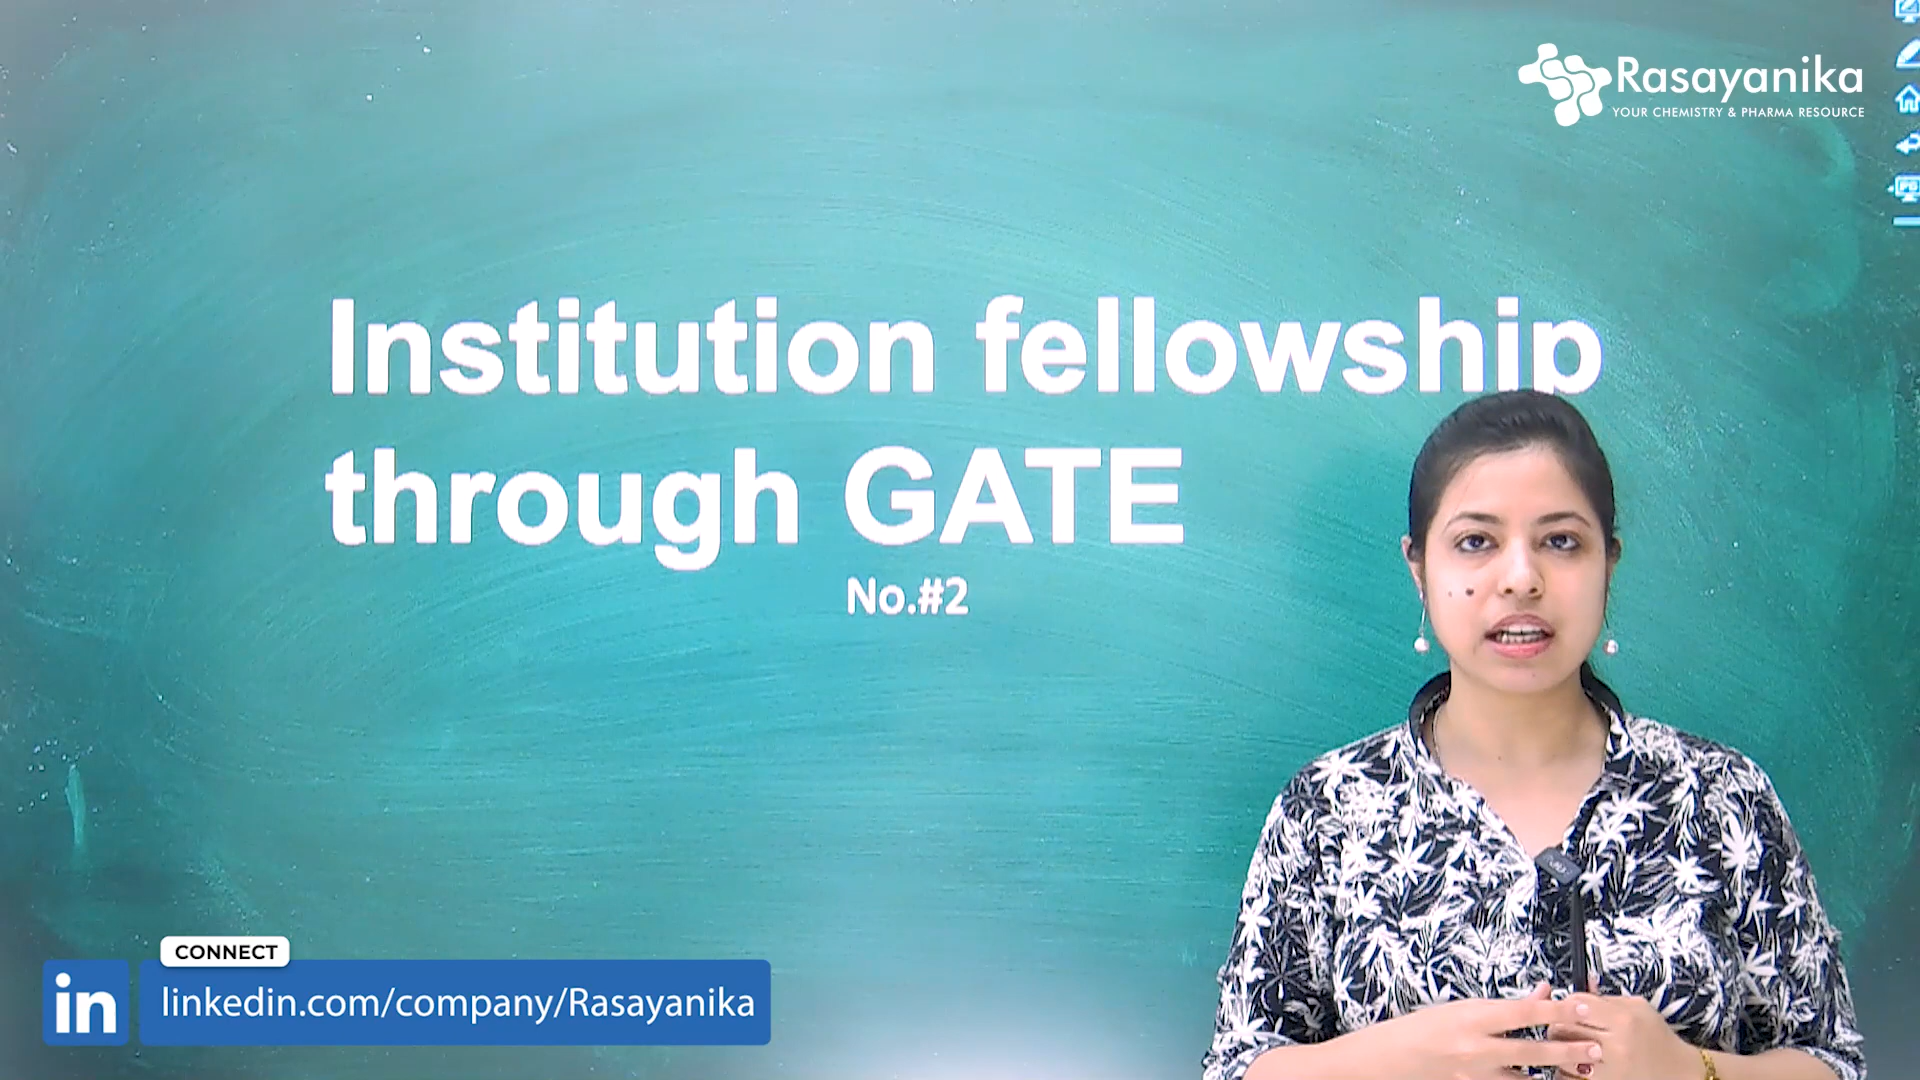 Rasayanika
YOUR CHEMISTRY & PHARMA RESOURCE
Institution fellowship
through GATE
No.#2
CONNECT
in
linkedin.com/company/Rasayanika